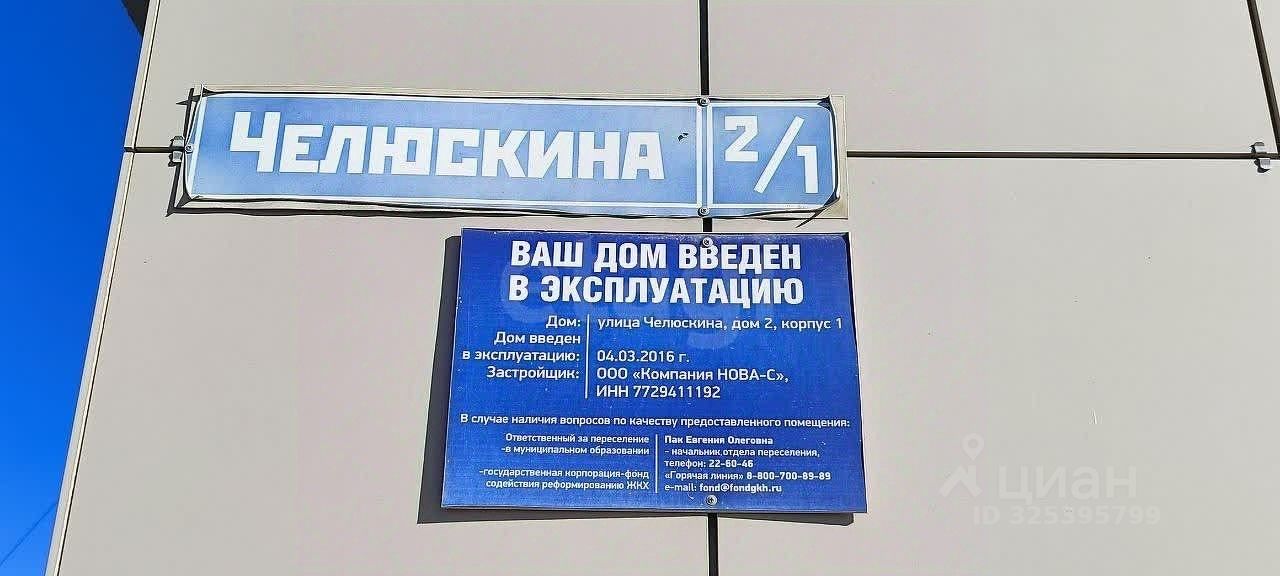 ЧЕЛЮСКИНА 2/1
ВАШ ДОМ ВВЕДЕН
В ЭКСПЛУАТАЦИЮ
Дом: улица Челюскина, дом 2, корпус 1
Дом введен
в эксплуатацию: 04.03.2016 г.
Застройщик: ООО «Компания НОВА-С»,
ИНН 7729411192
В случае наличия вопросов по качеству предоставленного помещения:
Ответственный за переселение Пак Евгения Олеговна
-в муниципальном образовании - начальник отдела переселения,
телефон: 22-60-46
-государственная корпорация-фонд «Горячая линия» 8-800-700-89-89
содействия реформированию ЖКХ e-mail: fond@fondgkh.ru
циан
ID 325395799